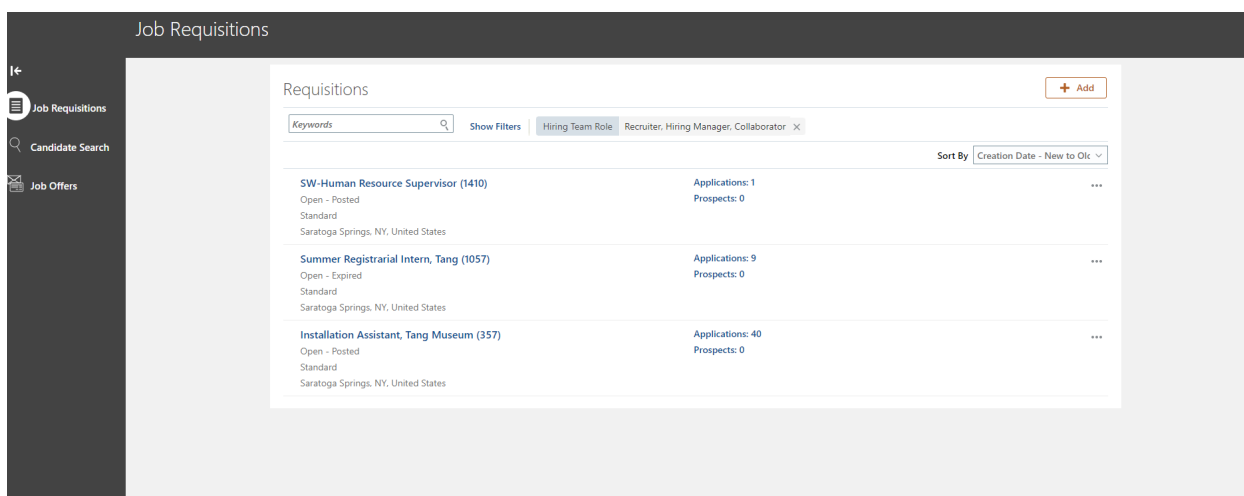 Job Requisitions
Job Requisitions
Candidate Search
Job Offers
Requisitions
+ Add
Keywords Show Filters Hiring Team Role Recruiter, Hiring Manager, Collaborator ×
Sort By Creation Date - New to Olc
SW-Human Resource Supervisor (1410) Applications: 1 ...
Open - Posted Prospects: 0
Standard
Saratoga Springs, NY, United States
Summer Registrarial Intern, Tang (1057) Applications: 9 ...
Open - Expired Prospects: 0
Standard
Saratoga Springs, NY, United States
Installation Assistant, Tang Museum (357) Applications: 40 ...
Open - Posted Prospects: 0
Standard
Saratoga Springs, NY, United States